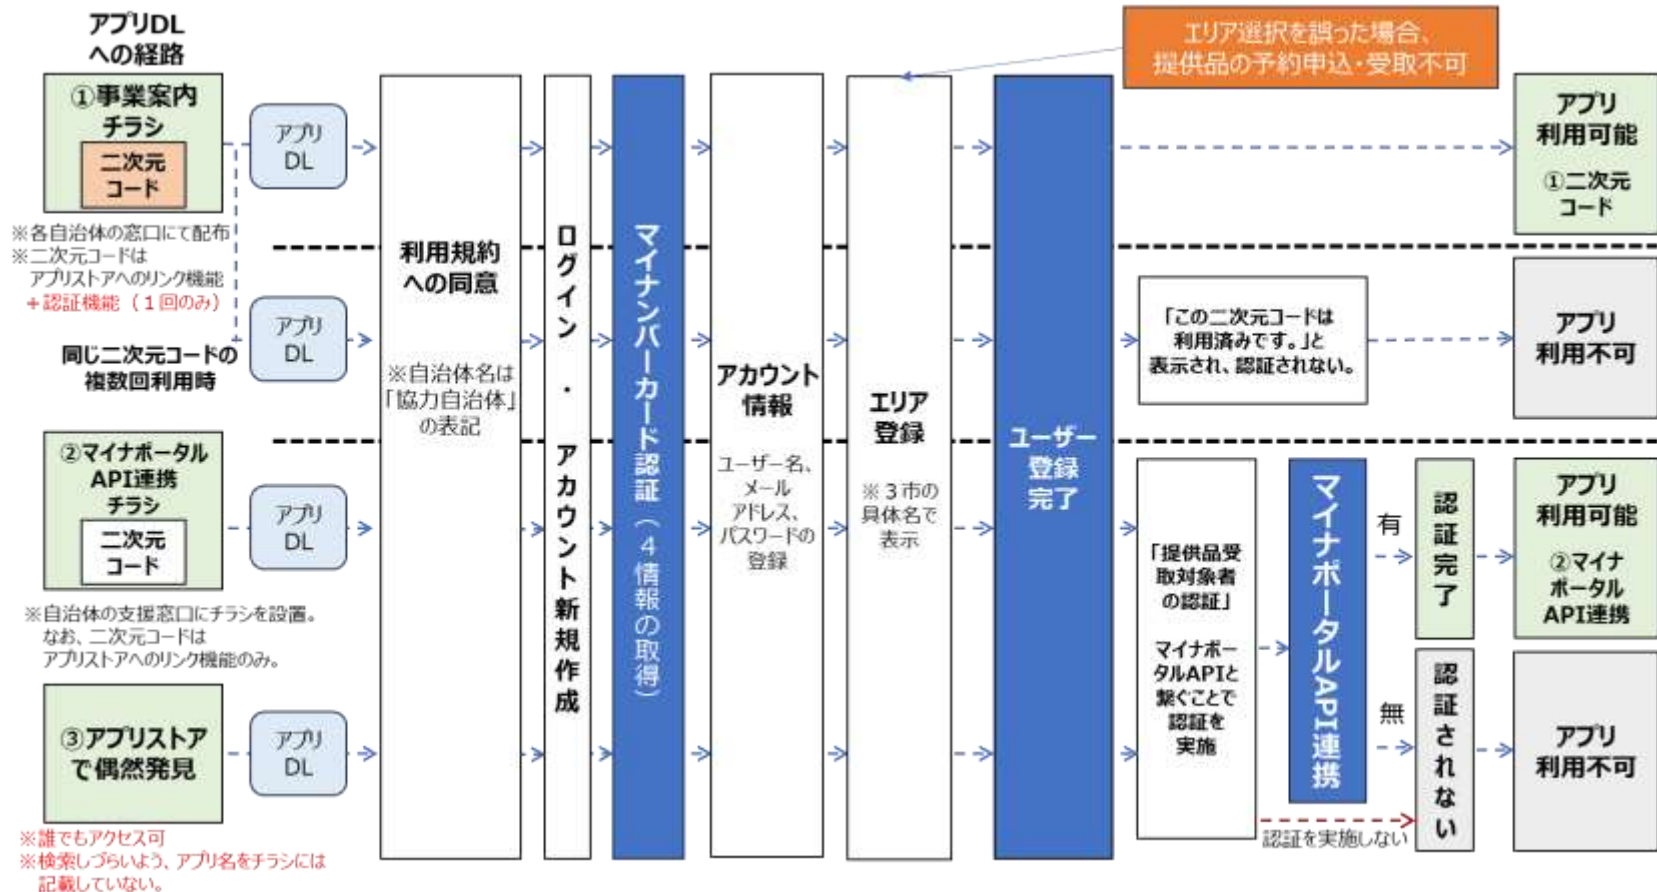 アプリDL
への経路
①事業案内
チラシ
二次元
コード
※各自治体の窓口にて配布
※二次元コードは
アプリストアへのリンク機能
+認証機能（１回のみ）
同じ二次元コードの
複数回利用時
②マイナポータル
API連携
チラシ
二次元
コード
※自治体の支援窓口にチラシを設置。
なお、二次元コードは
アプリストアへのリンク機能のみ。
③アプリストア
で偶然発見
※誰でもアクセス可
※検索しづらいよう、アプリ名をチラシには
記載していない。
アプリ
DL
アプリ
DL
アプリ
DL
アプリ
DL
利用規約
への同意
※自治体名は
「協力自治体」
の表記
ログイン・アカウント新規作成
マイナンバーカード認証（４情報の取得）
アカウント
情報
ユーザー名、
メール
アドレス、
パスワードの
登録
エリア
登録
※３市の
具体名で
表示
エリア選択を誤った場合、
提供品の予約申込・受取不可
ユーザー
登録
完了
「この二次元コードは
利用済みです。」と
表示され、認証されない。
「提供品受
取対象者
の認証」
マイナポー
タルAPIと
繋ぐことで
認証を
実施
マイナポータルAPI連携
有
無
認証を実施しない
認証完了
認証されない
アプリ
利用可能
①二次元
コード
アプリ
利用不可
アプリ
利用可能
②マイナ
ポータル
API連携
アプリ
利用不可